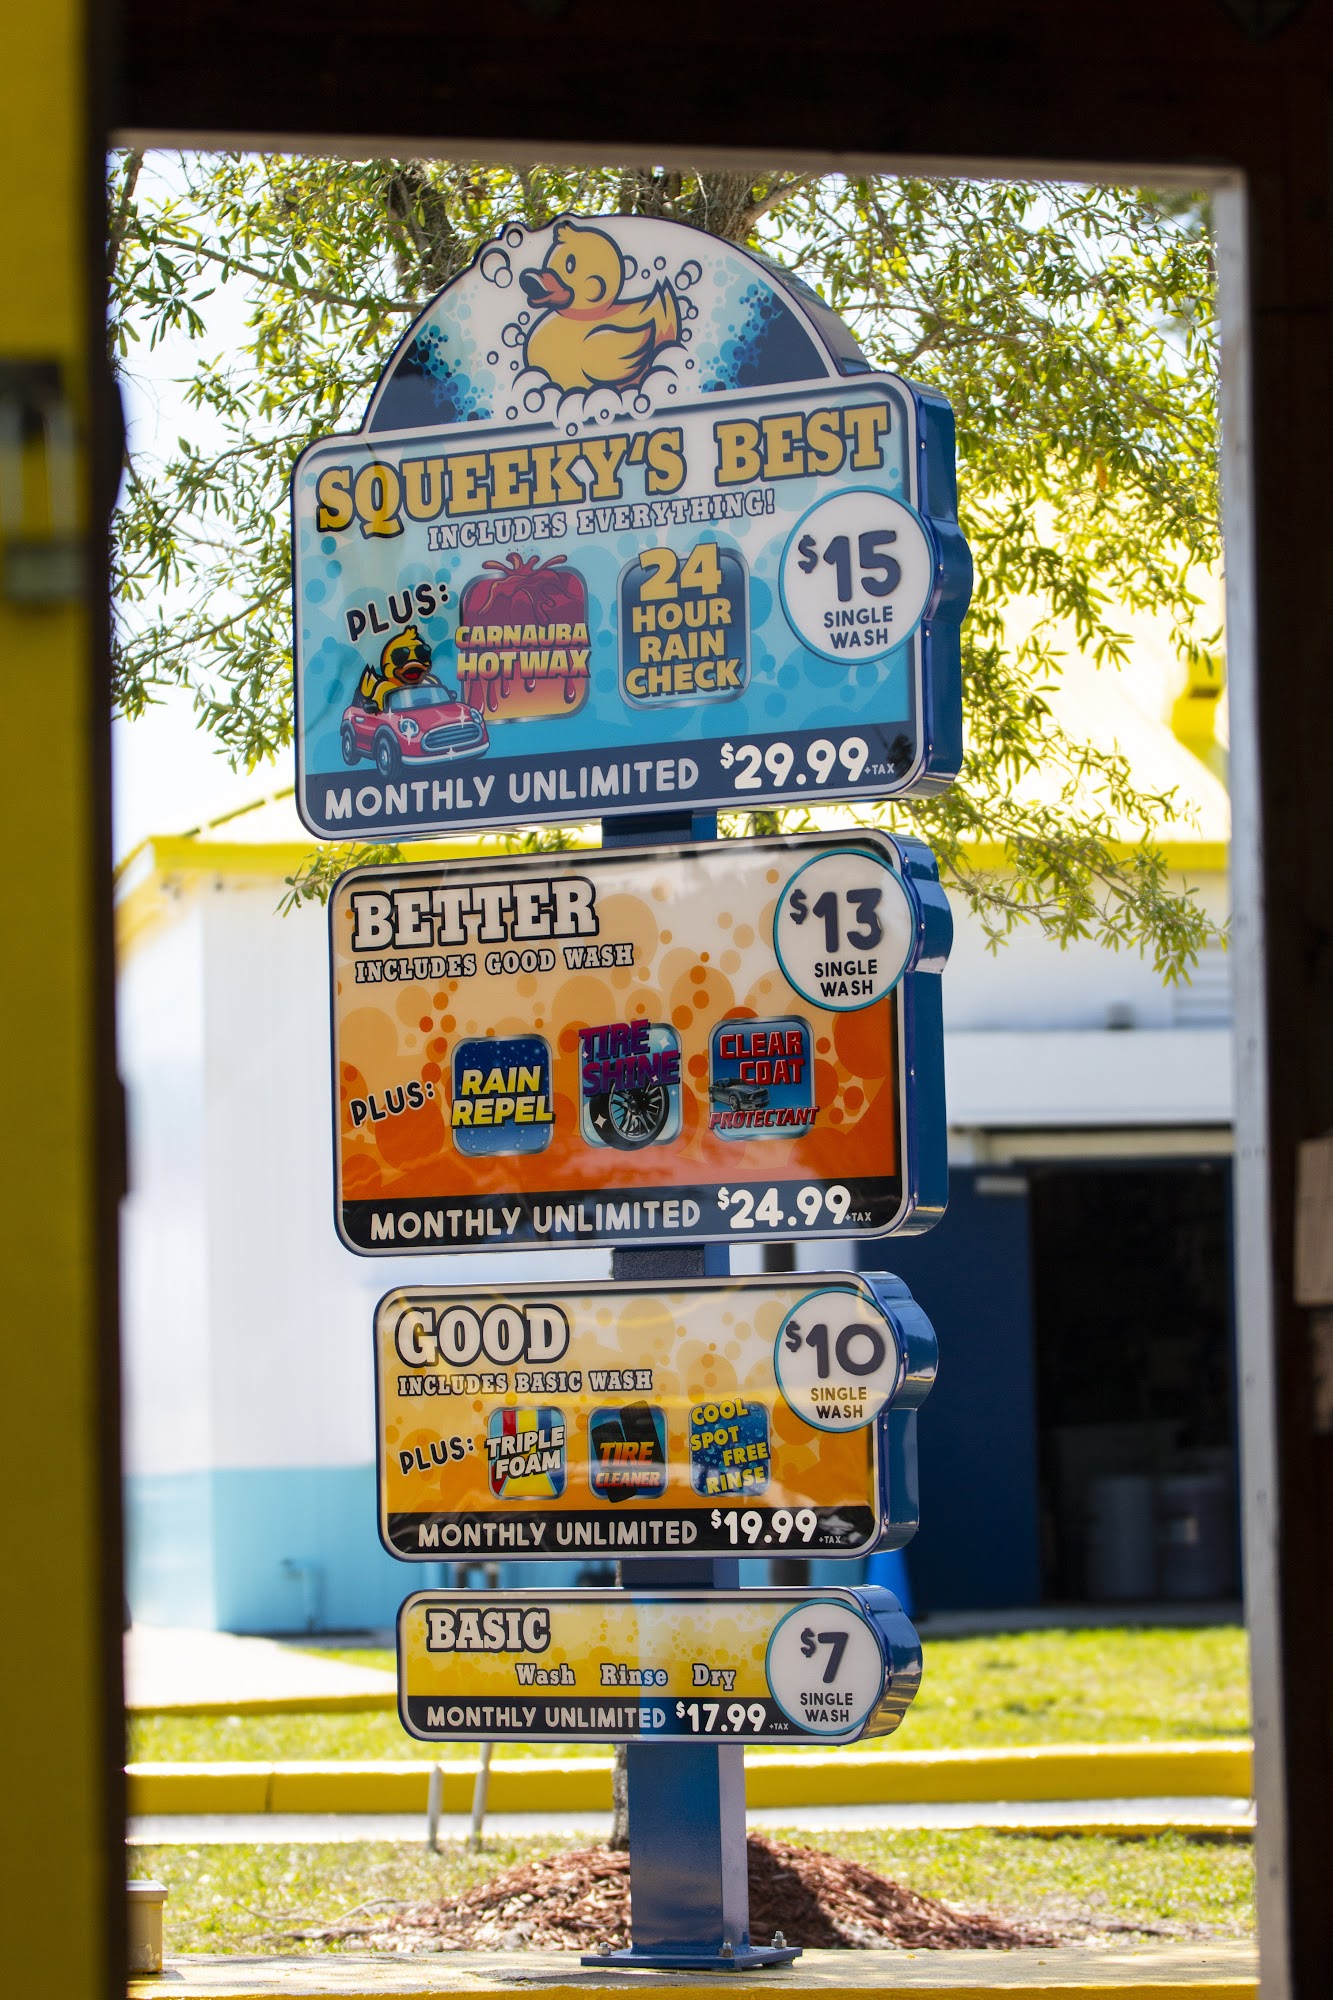 SQUEEKY'S BEST
INCLUDES EVERYTHING!
PLUS:
CARNAUBA
HOT WAX
24
HOUR
RAIN
CHECK
$15
SINGLE
WASH
MONTHLY UNLIMITED $29.99 +TAX
BETTER
INCLUDES GOOD WASH
$13
SINGLE
WASH
PLUS:
RAIN
REPEL
TIRE
SHINE
CLEAR
COAT
PROTECTANT
MONTHLY UNLIMITED $24.99 +TAX
GOOD
INCLUDES BASIC WASH
$10
SINGLE
WASH
PLUS:
TRIPLE
FOAM
TIRE
CLEANER
COOL
SPOT
FREE
RINSE
MONTHLY UNLIMITED $19.99 +TAX
BASIC
Wash Rinse Dry
$7
SINGLE
WASH
MONTHLY UNLIMITED $17.99 +TAX